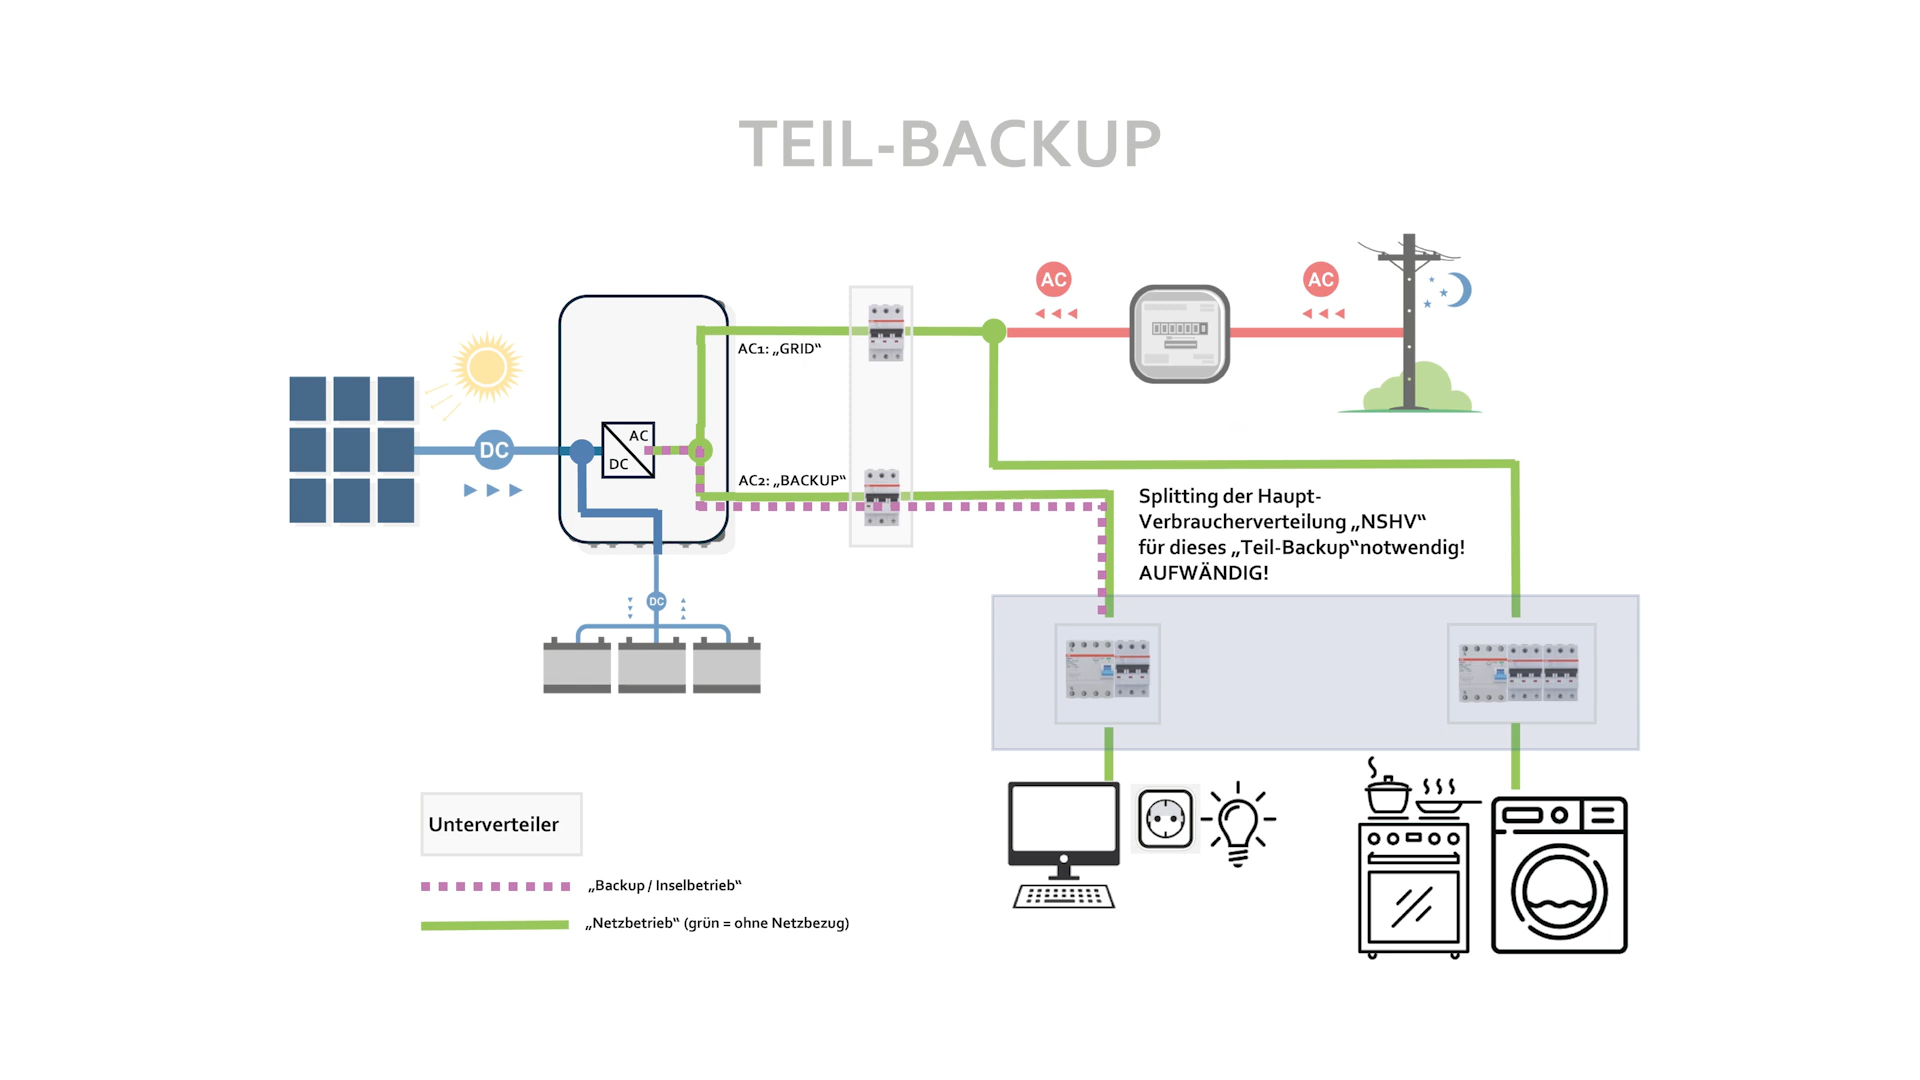 TEIL-BACKUP
AC
AC
AC1: „GRID“
DC
AC
DC
AC2: „BACKUP“
Splitting der Haupt-
Verbraucherverteilung „NSHV“
für dieses „Teil-Backup“notwendig!
AUFWÄNDIG!
DC
Unterverteiler
„Backup / Inselbetrieb“
„Netzbetrieb“ (grün = ohne Netzbezug)